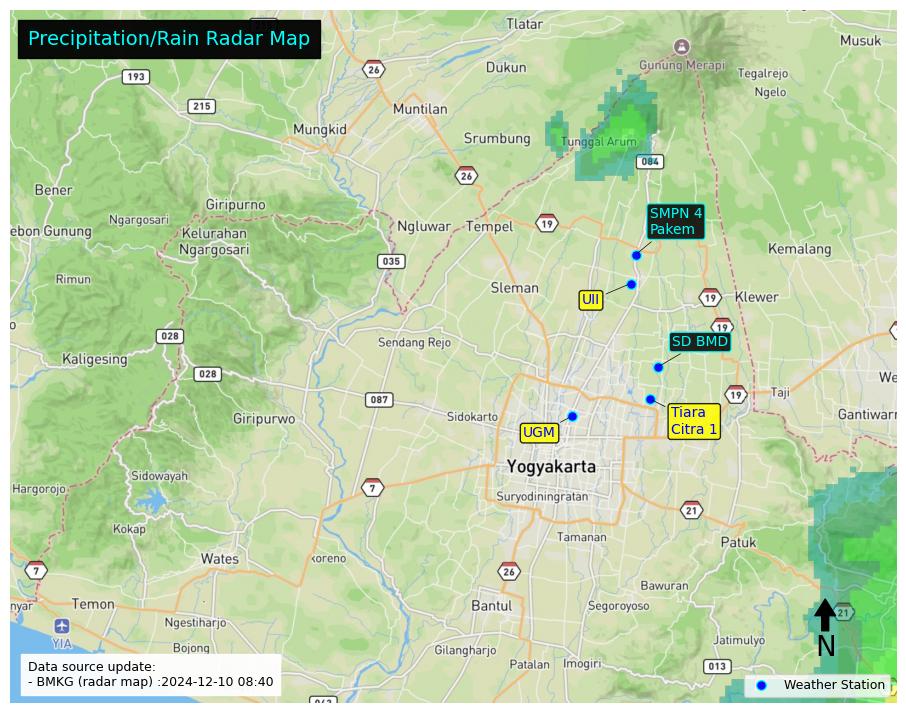 Precipitation/Rain Radar Map
Tlatar
Musuk
26
Dukun
Gunung Merapi
193
Tegalrejo
Ngelo
215
Muntilan
Mungkid
Srumbung
Tunggal Arum
084
26
Bener
Giripurno
SMPN 4
Pakem
Ngargosari
19
ebon Gunung
Kelurahan
Ngargosari
Ngluwar
Tempel
Kemalang
035
Rimun
Sleman
UII
19
Klewer
19
028
Sendang Rejo
SD BMD
Kaligesing
028
We
087
19
Taji
Giripurwo
Sidokarto
Tiara
Citra 1
Gantiwarr
UGM
Yogyakarta
Sidowayah
Hargorojo
7
Suryodiningratan
21
Kokap
Tamanan
Patuk
Wates
xoreno
7
26
Bawuran
nyar
Temon
Bantul
Segoroyoso
21
Ngestiharjo
YIA
Bojong
Gilangharjo
Jatimulyo
N
Patalan
Imogiri
013
Data source update:
- BMKG (radar map) :2024-12-10 08:40
Weather Station